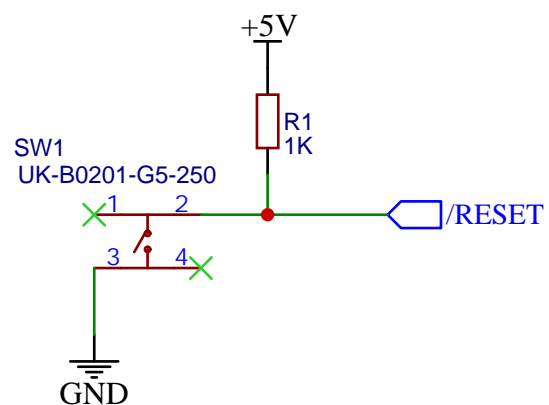 +5V
R1
1K
SW1
UK-B0201-G5-250
1 2
/RESET
3 4
GND